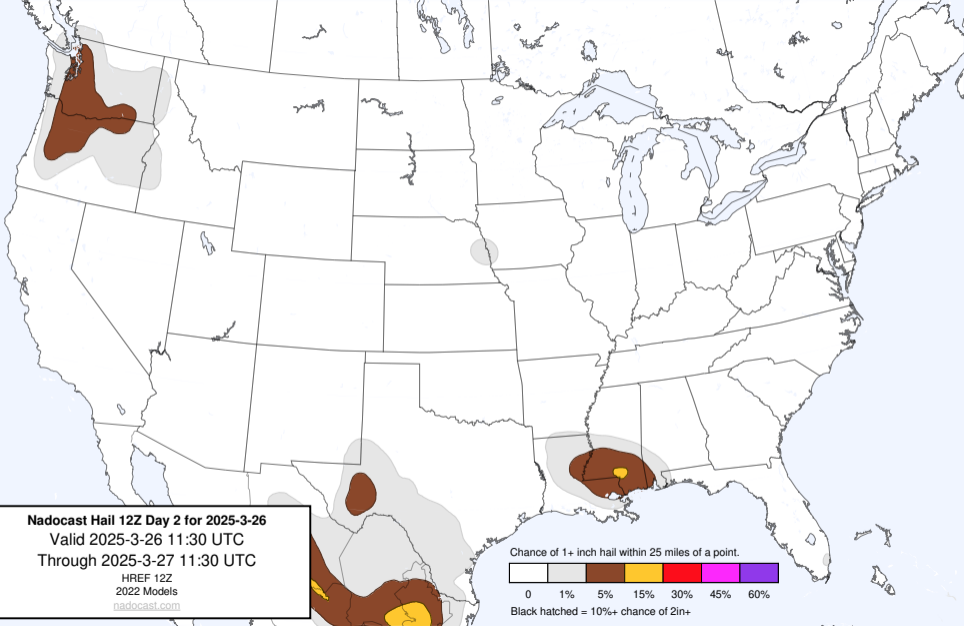 Nadocast Hail 12Z Day 2 for 2025-3-26
Valid 2025-3-26 11:30 UTC
Through 2025-3-27 11:30 UTC
HREF 12Z
2022 Models
nadocast.com
Chance of 1+ inch hail within 25 miles of a point.
0 1% 5% 15% 30% 45% 60%
Black hatched = 10%+ chance of 2in+